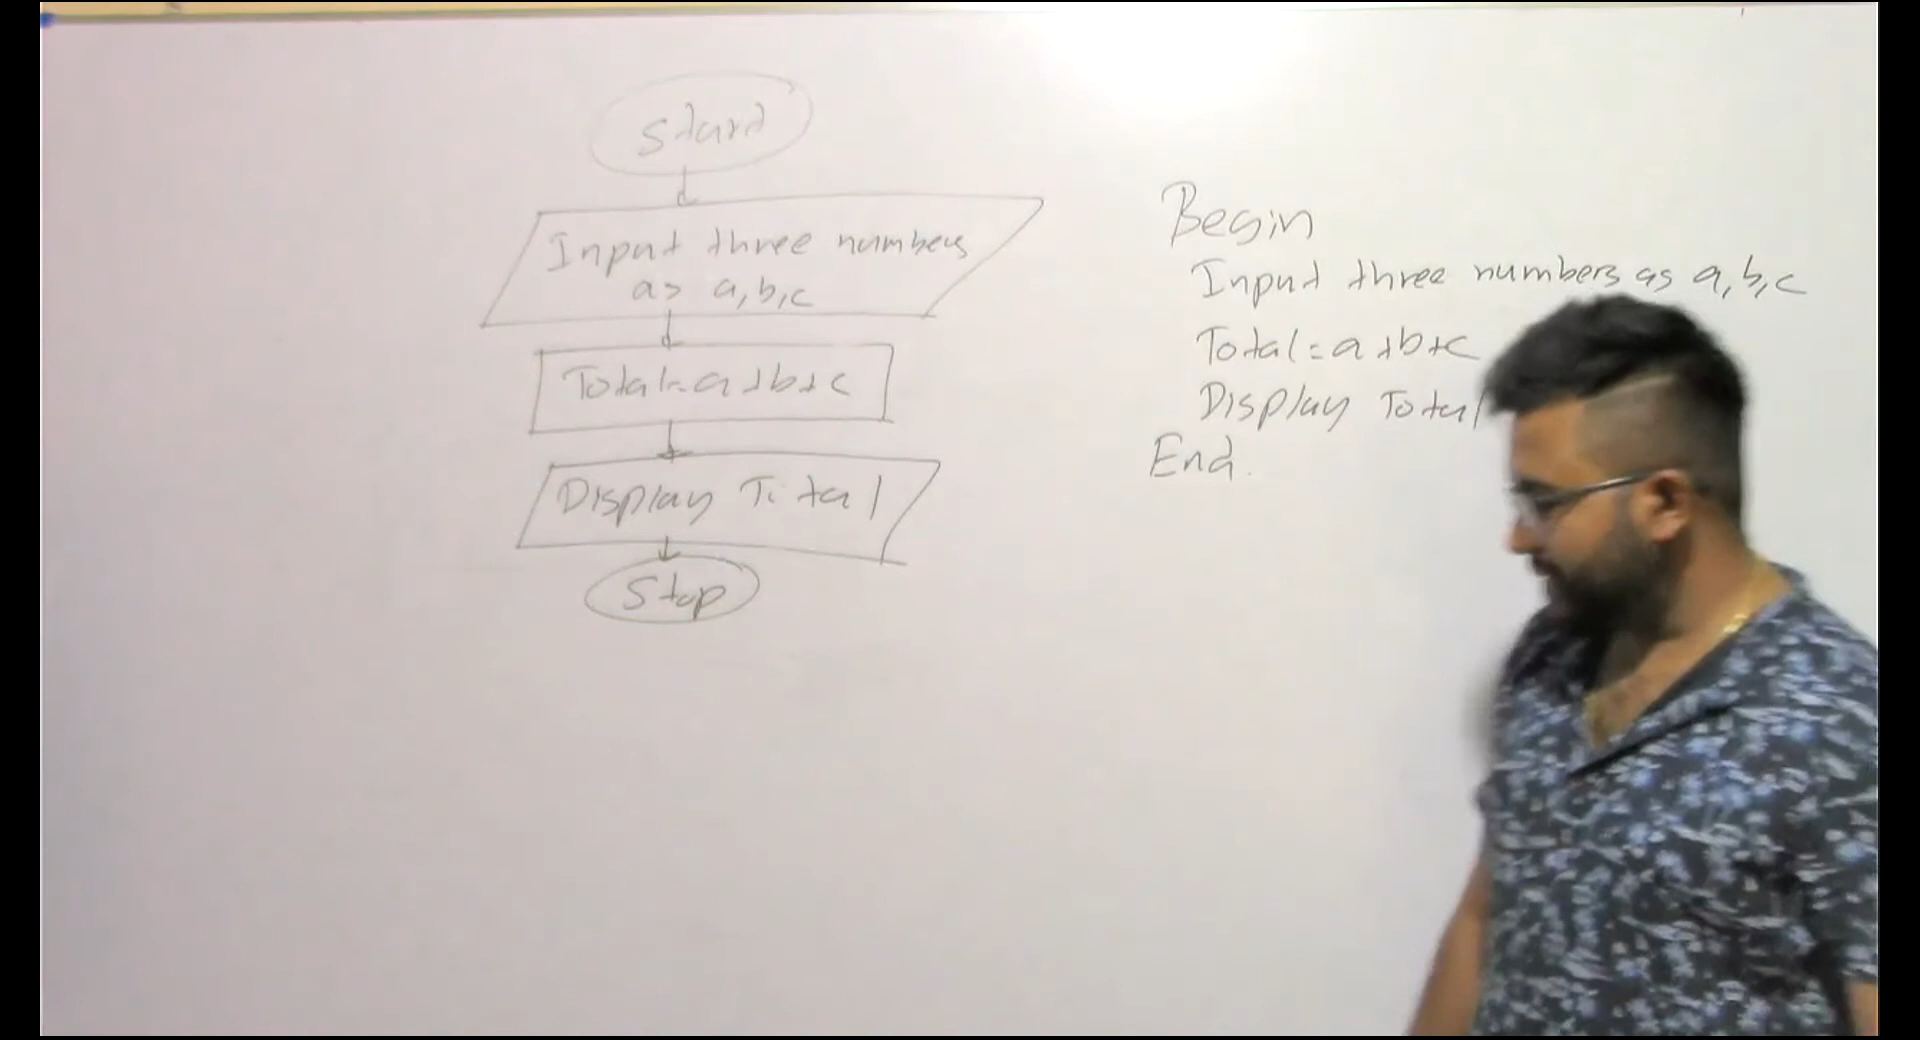 Start
Input three numbers
as a,b,c
Total=a+b+c
Display Total
Stop
Begin
Input three numbers as a,b,c
Total=a+b+c
Display Total
End.